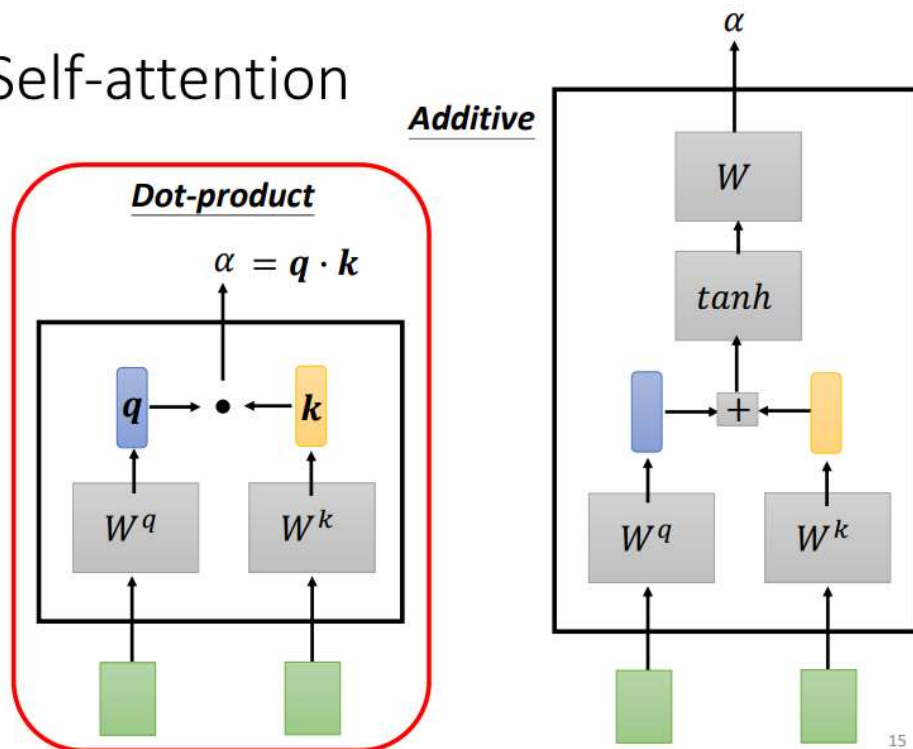 Self-attention
Dot-product
α = q · k
q
k
W^q
W^k
Additive
α
W
tanh
+
W^q
W^k
15